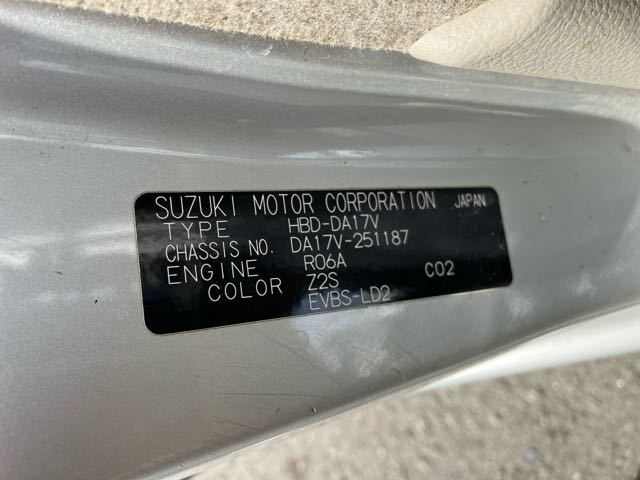 SUZUKI MOTOR CORPORATION JAPAN
TYPE HBD-DA17V
CHASSIS NO. DA17V-251187
ENGINE R06A
COLOR Z2S C02
EVBS-LD2